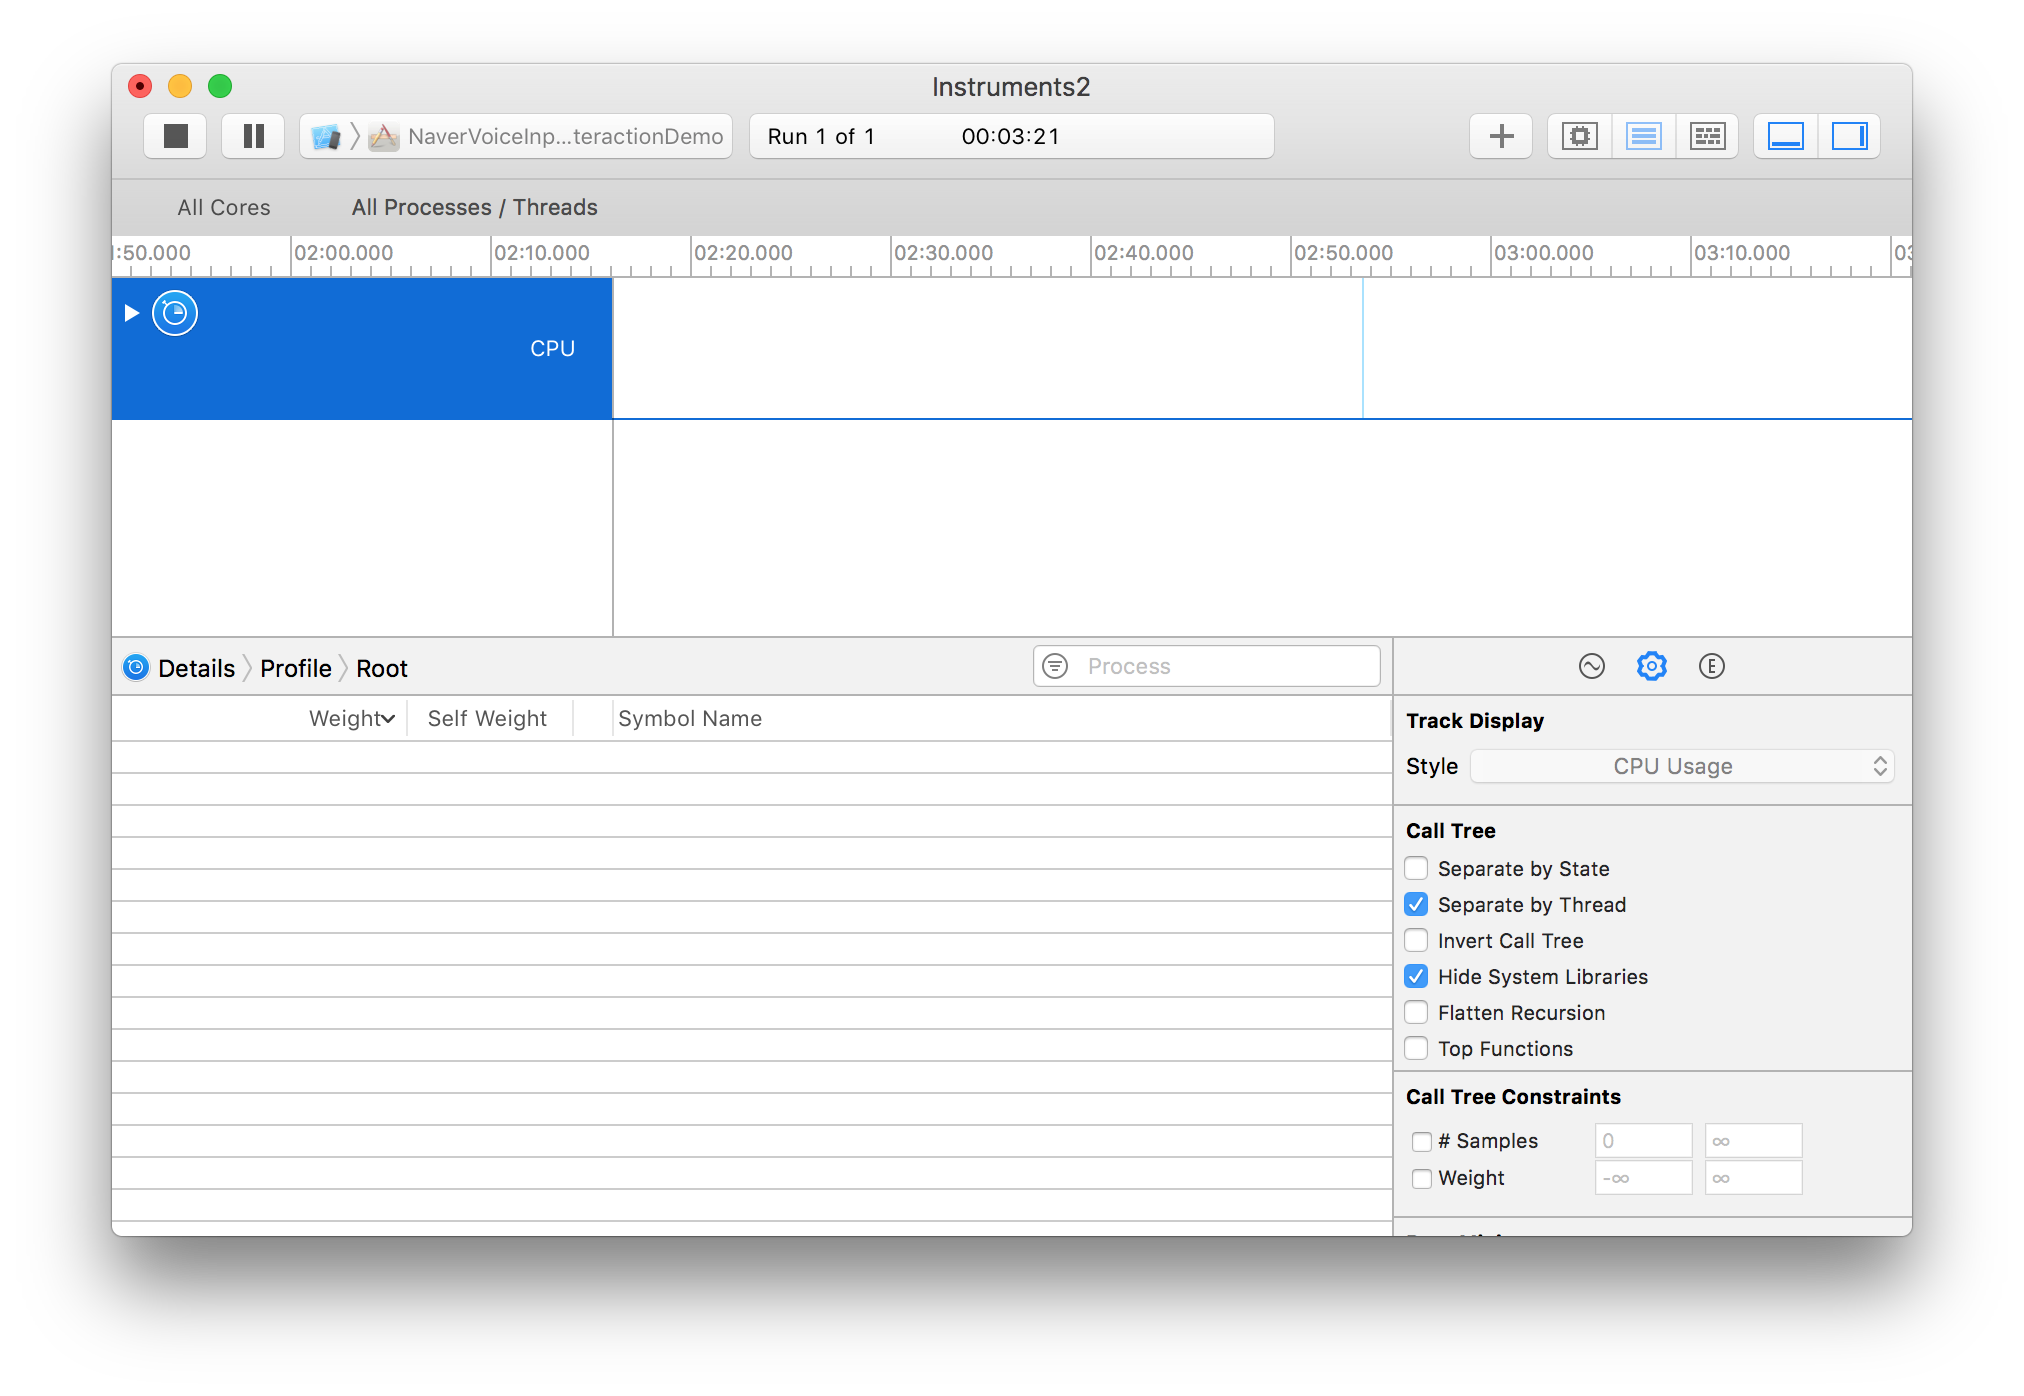 Instruments2
NaverVoiceInp...teractionDemo
Run 1 of 1 00:03:21
All Cores All Processes / Threads
:50.000 02:00.000 02:10.000 02:20.000 02:30.000 02:40.000 02:50.000 03:00.000 03:10.000
CPU
Details Profile Root
Process
E
Weight Self Weight Symbol Name
Track Display
Style CPU Usage
Call Tree
Separate by State
Separate by Thread
Invert Call Tree
Hide System Libraries
Flatten Recursion
Top Functions
Call Tree Constraints
# Samples 0 ∞
Weight -∞ ∞